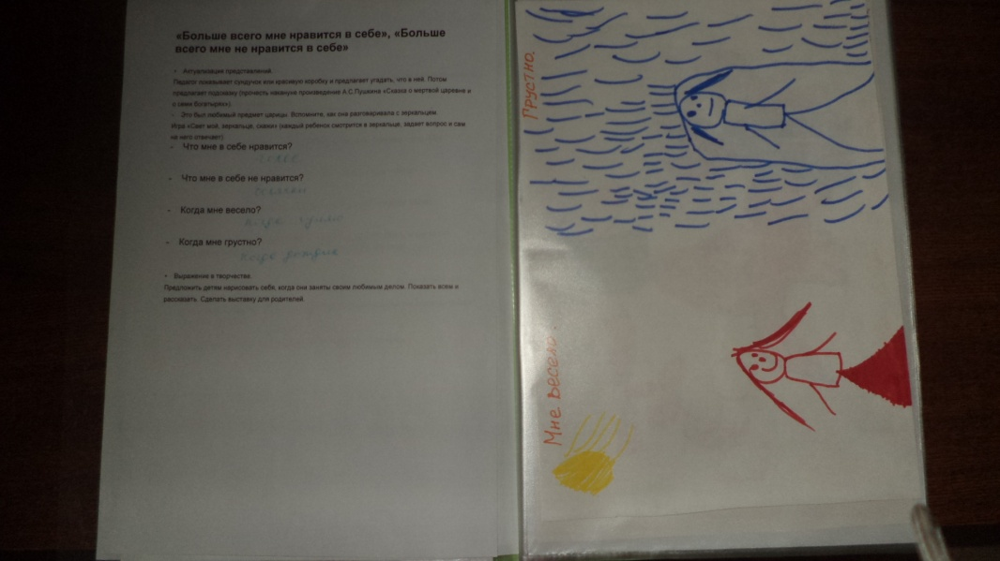 «Больше всего мне нравится в себе», «Больше
всего мне не нравится в себе»
• Актуализация представлений.
Педагог показывает сундучок или красивую коробку и предлагает угадать, что в ней. Потом
предлагает подсказку (прочесть накануне произведение А.С.Пушкина «Сказка о мертвой царевне и
о семи богатырях»)
- Это был любимый предмет царицы. Вспомните, как она разговаривала с зеркальцем.
Игра «Свет мой, зеркальце, скажи» (каждый ребенок смотрится в зеркальце, задает вопрос и сам
на него отвечает)
- Что мне в себе нравится?
- Что мне в себе не нравится?
- Когда мне весело?
когда гуляю
- Когда мне грустно?
когда дождик
• Выражение в творчестве.
Предложить детям нарисовать себя, когда они заняты своим любимым делом. Показать всем и
рассказать. Сделать выставку для родителей.
Грустно.
Мне весело.